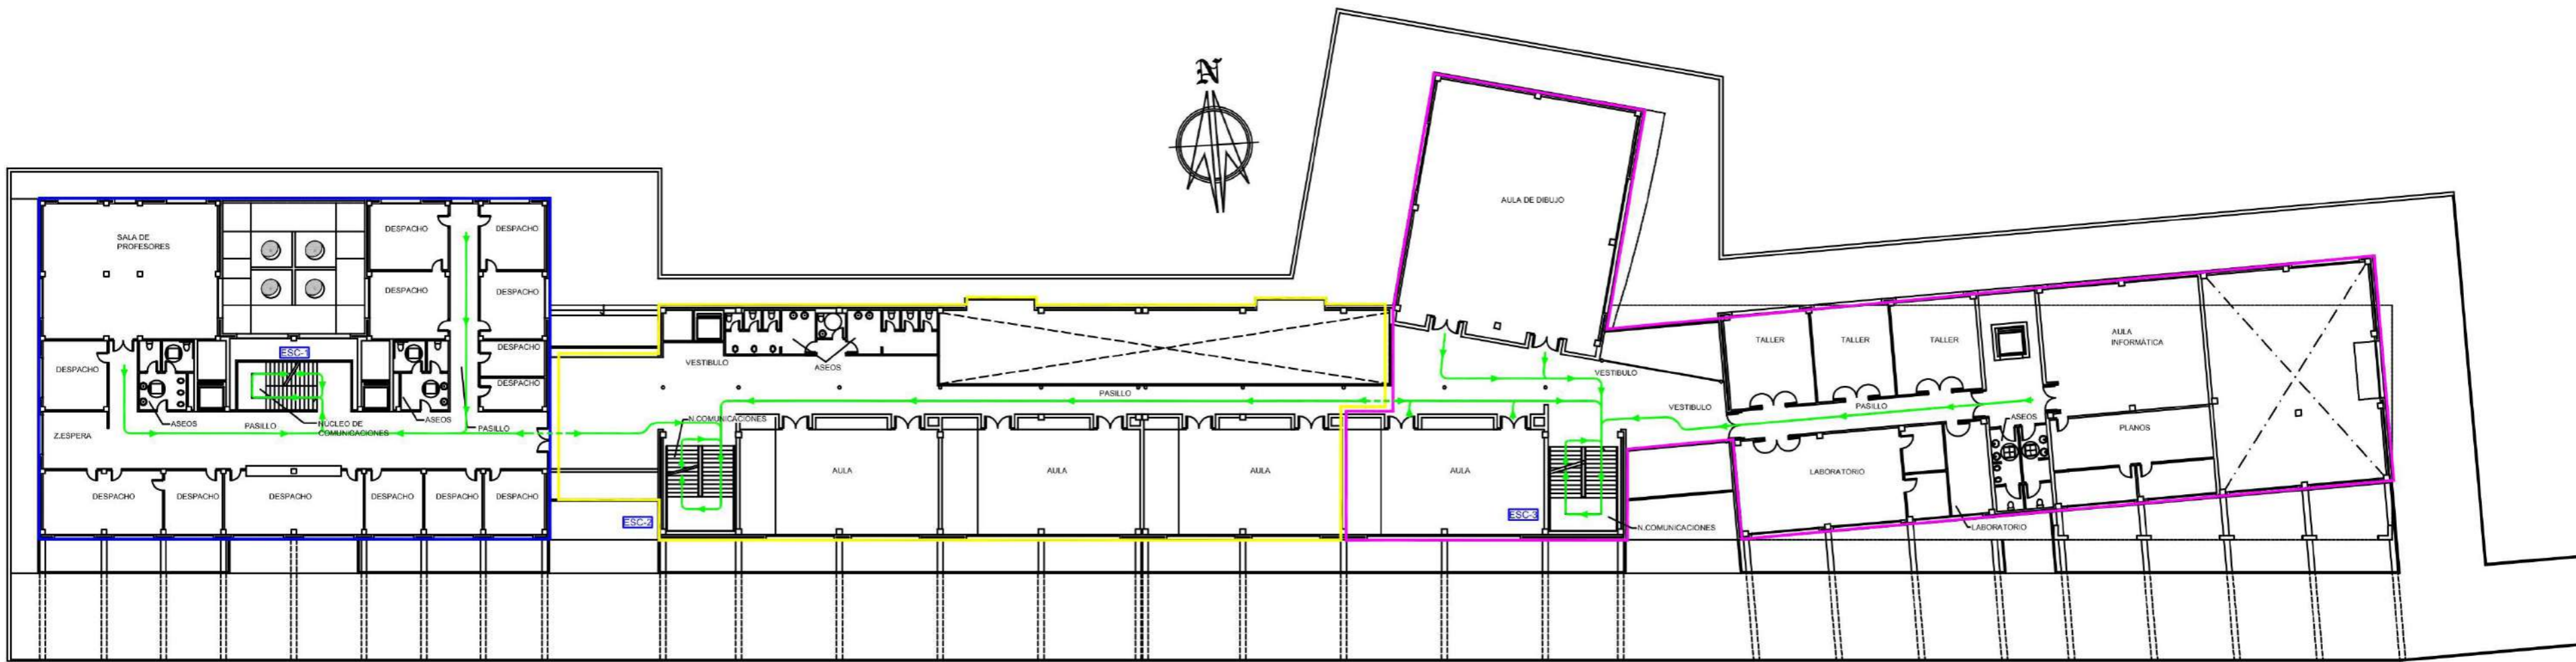 N
AULA DE DIBUJO
SALA DE
PROFESORES
DESPACHO
DESPACHO
DESPACHO
DESPACHO
DESPACHO
DESPACHO
DESPACHO
ESC-1
ASEOS
ASEOS
PASILLO
NÚCLEO DE
COMUNICACIONES
PASILLO
Z.ESPERA
DESPACHO
DESPACHO
DESPACHO
DESPACHO
DESPACHO
DESPACHO
VESTIBULO
ASEOS
PASILLO
N.COMUNICACIONES
AULA
AULA
AULA
AULA
ESC-2
ESC-3
N.COMUNICACIONES
VESTIBULO
VESTIBULO
TALLER
TALLER
TALLER
AULA
INFORMÁTICA
PASILLO
ASEOS
PLANOS
LABORATORIO
LABORATORIO